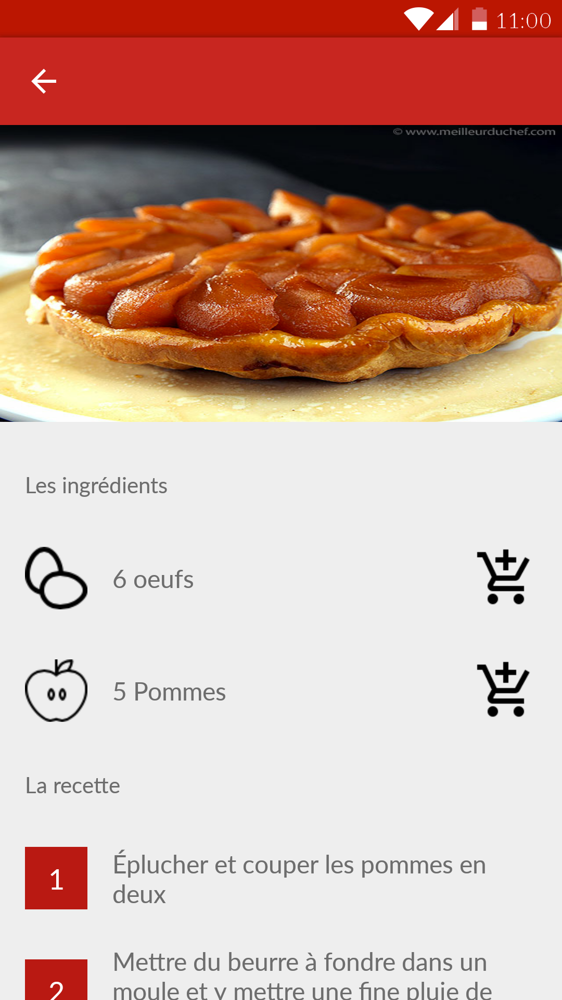 11:00
© www.meilleurduchef.com
Les ingrédients
6 oeufs
5 Pommes
La recette
1
Éplucher et couper les pommes en
deux
2
Mettre du beurre à fondre dans un
moule et y mettre une fine pluie de